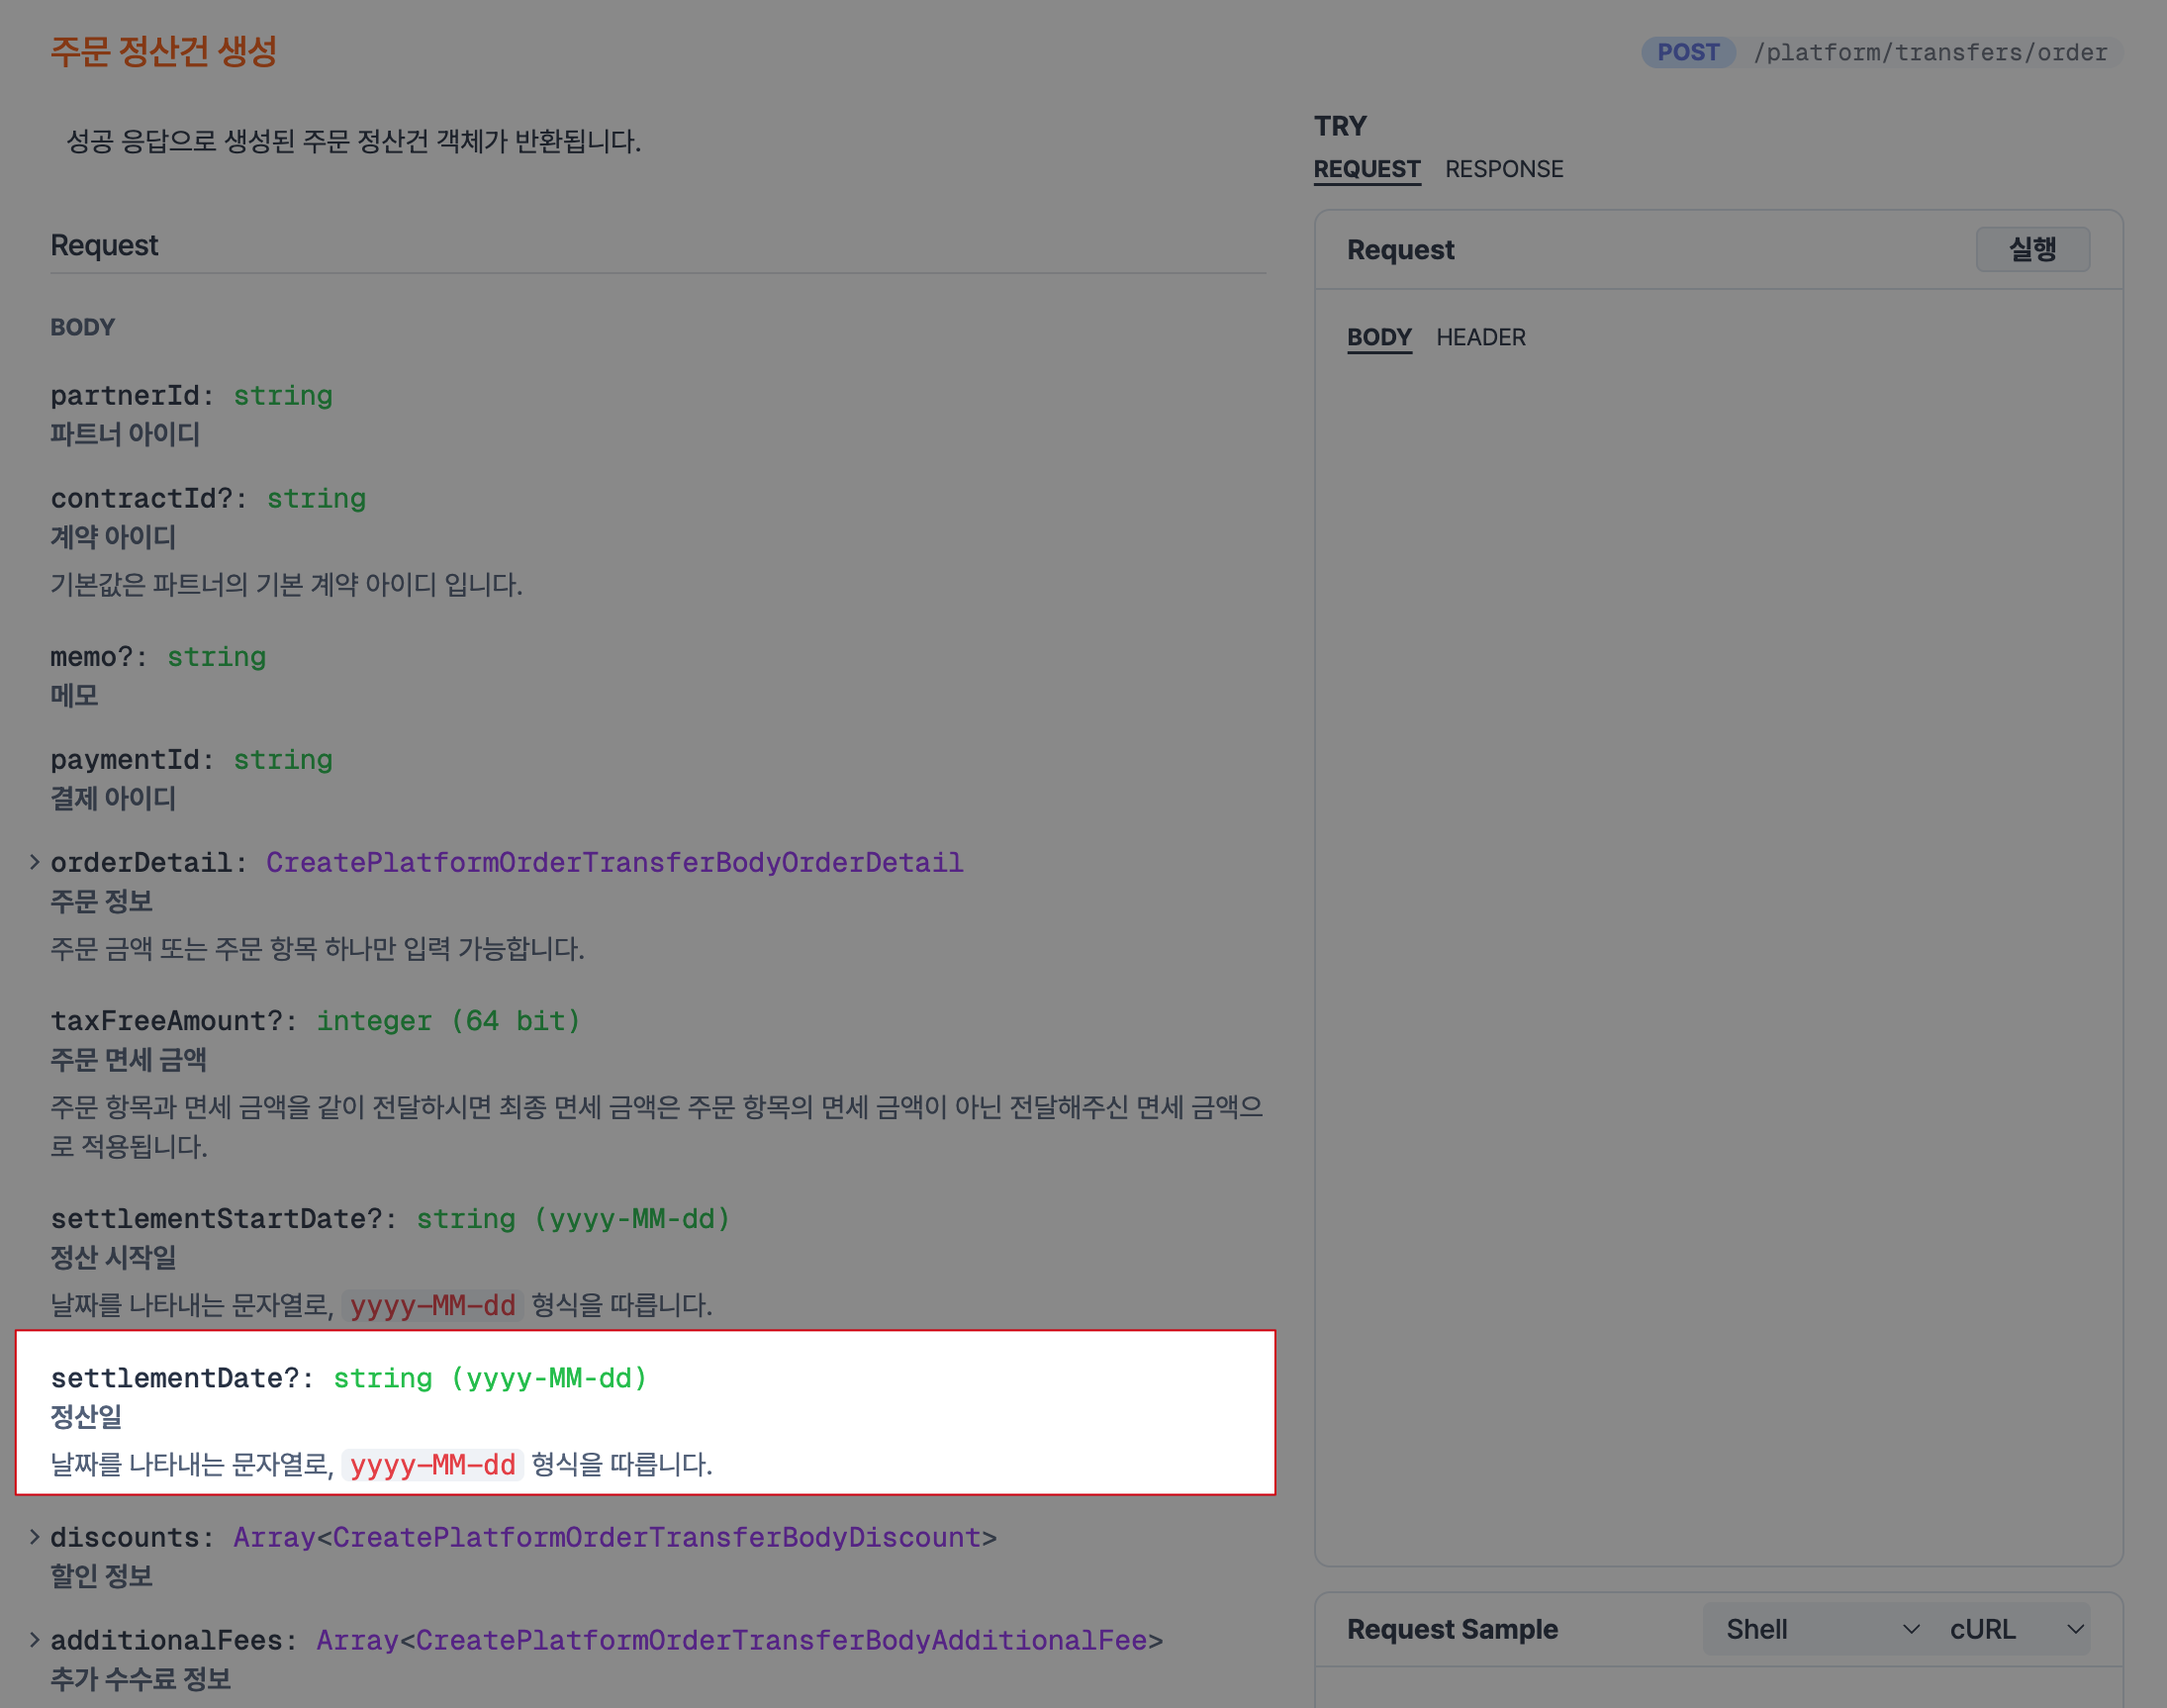 주문 정산건 생성
POST /platform/transfers/order
성공 응답으로 생성된 주문 정산건 객체가 반환됩니다.
Request
BODY
partnerId: string
파트너 아이디
contractId?: string
계약 아이디
기본값은 파트너의 기본 계약 아이디 입니다.
memo?: string
메모
paymentId: string
결제 아이디
orderDetail: CreatePlatformOrderTransferBodyOrderDetail
주문 정보
주문 금액 또는 주문 항목 하나만 입력 가능합니다.
taxFreeAmount?: integer (64 bit)
주문 면세 금액
주문 항목과 면세 금액을 같이 전달하시면 최종 면세 금액은 주문 항목의 면세 금액이 아닌 전달해주신 면세 금액으
로 적용됩니다.
settlementStartDate?: string (yyyy-MM-dd)
정산 시작일
날짜를 나타내는 문자열로, yyyy-MM-dd 형식을 따릅니다.
settlementDate?: string (yyyy-MM-dd)
정산일
날짜를 나타내는 문자열로, yyyy-MM-dd 형식을 따릅니다.
discounts: Array<CreatePlatformOrderTransferBodyDiscount>
할인 정보
additionalFees: Array<CreatePlatformOrderTransferBodyAdditionalFee>
추가 수수료 정보
TRY
REQUEST RESPONSE
Request 실행
BODY HEADER
Request Sample Shell cURL